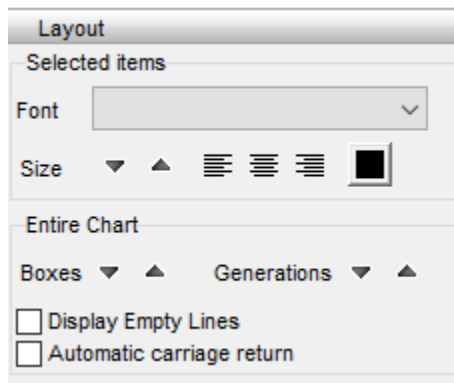 Layout
Selected items
Font
Size
Entire Chart
Boxes Generations
Display Empty Lines
Automatic carriage return